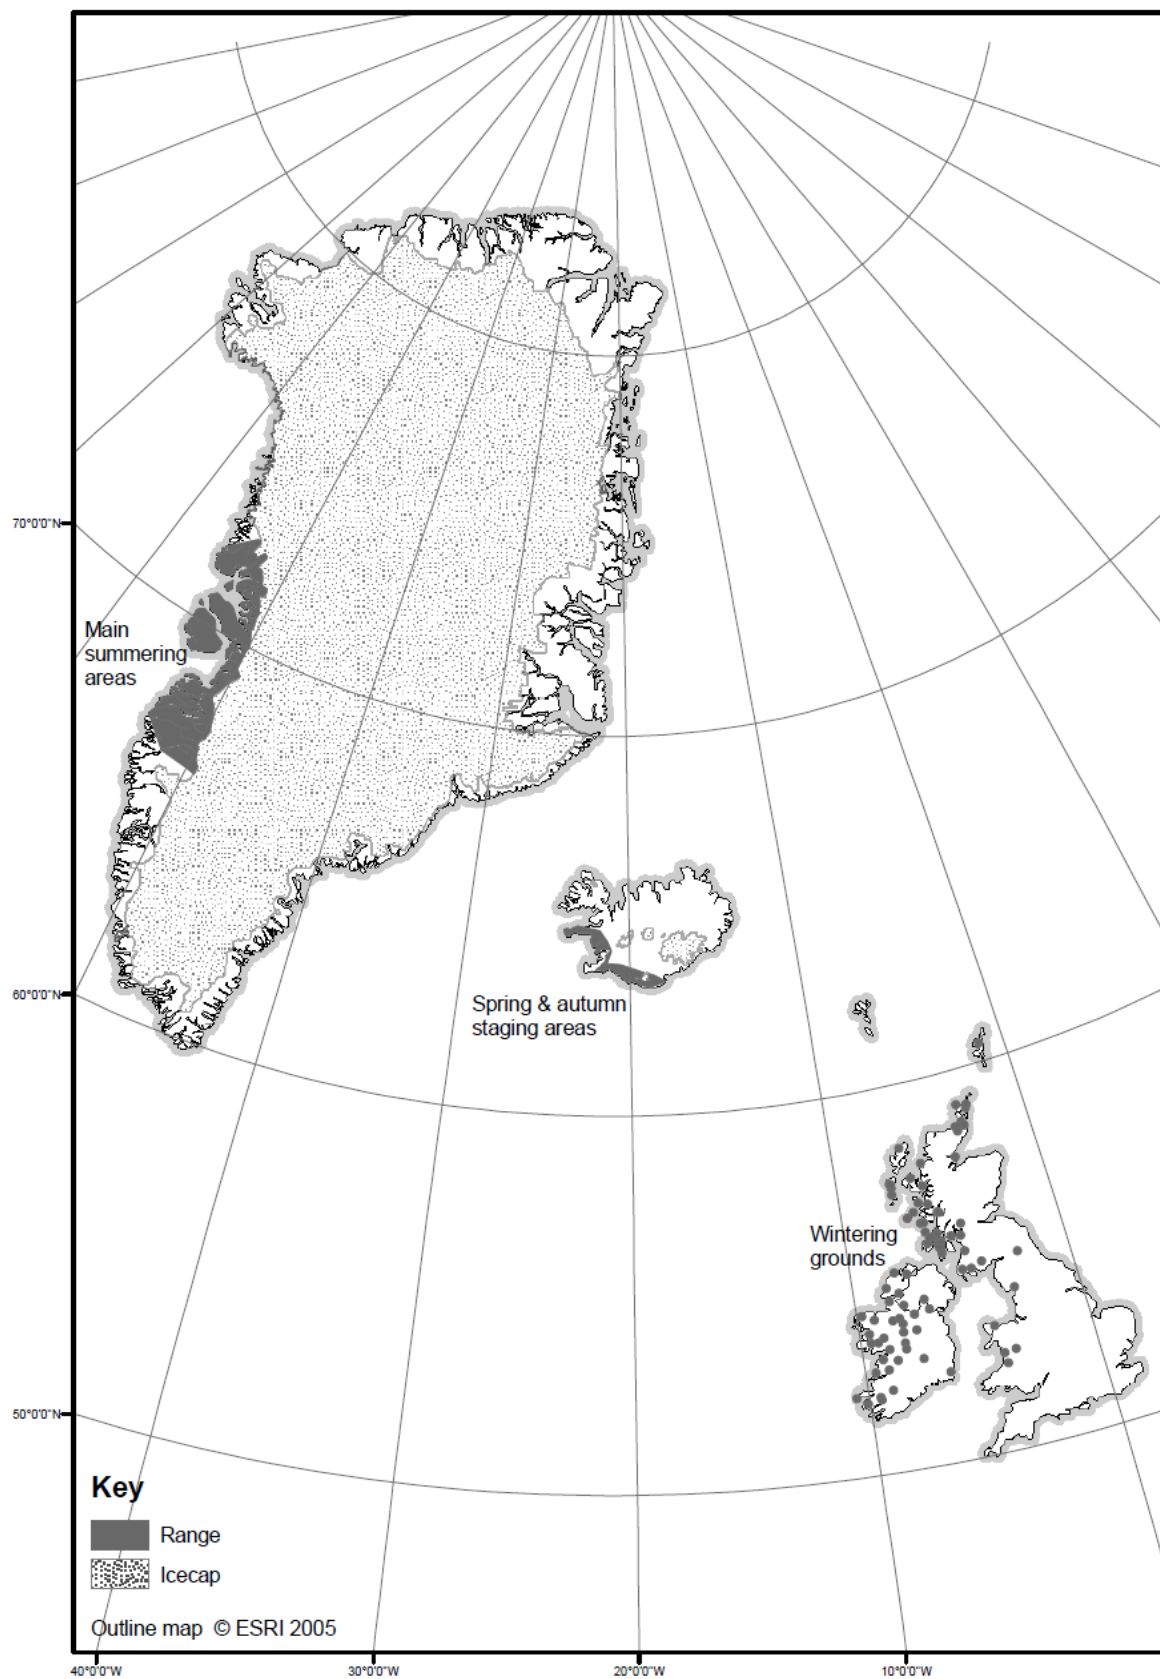 70°0'0"N
Main
summering
areas
60°0'0"N
Spring & autumn
staging areas
Wintering
grounds
50°0'0"N
Key
Range
Icecap
Outline map © ESRI 2005
40°0'0"W
30°0'0"W
20°0'0"W
10°0'0"W